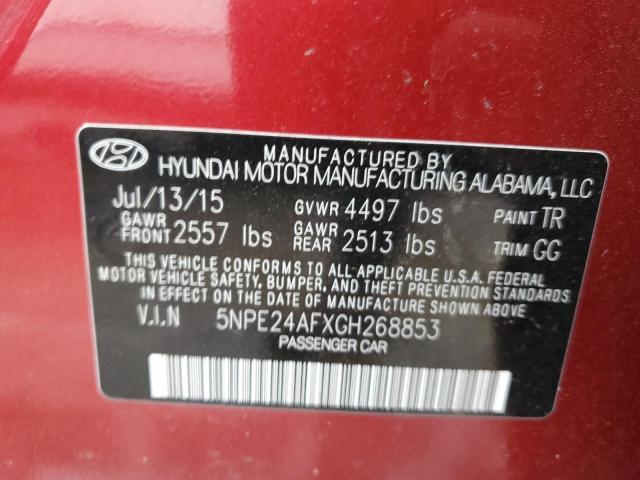 MANUFACTURED BY
HYUNDAI MOTOR MANUFACTURING ALABAMA, LLC
Jul/13/15 GVWR 4497 lbs PAINT TR
GAWR FRONT 2557 lbs GAWR REAR 2513 lbs TRIM GG
THIS VEHICLE CONFORMS TO ALL APPLICABLE U.S.A. FEDERAL
MOTOR VEHICLE SAFETY, BUMPER, AND THEFT PREVENTION STANDARDS
IN EFFECT ON THE DATE OF MANUFACTURE SHOWN ABOVE
V.I.N 5NPE24AFXGH268853
PASSENGER CAR